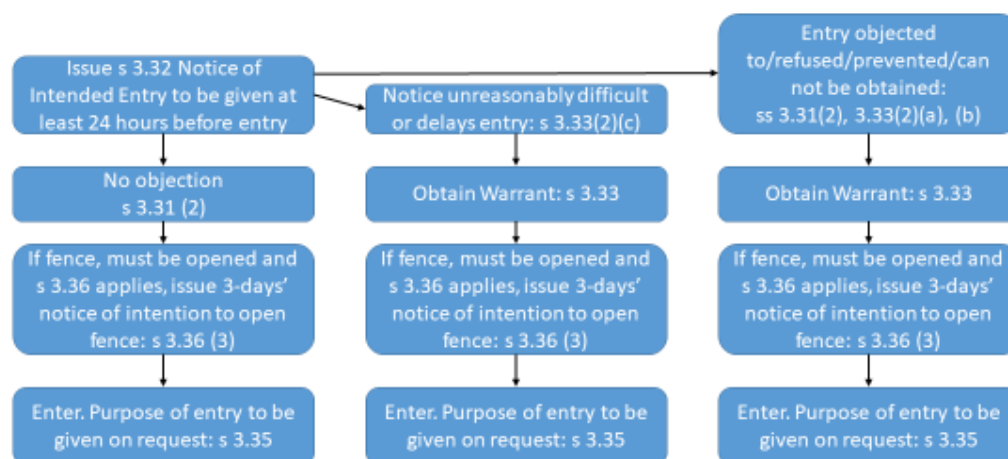 Issue s 3.32 Notice of
Intended Entry to be given at
least 24 hours before entry
Notice unreasonably difficult
or delays entry: s 3.33(2)(c)
Entry objected
to/refused/prevented/can
not be obtained:
ss 3.31(2), 3.33(2)(a), (b)
No objection
s 3.31 (2)
Obtain Warrant: s 3.33
Obtain Warrant: s 3.33
If fence, must be opened and
s 3.36 applies, issue 3-days’
notice of intention to open
fence: s 3.36 (3)
If fence, must be opened and
s 3.36 applies, issue 3-days’
notice of intention to open
fence: s 3.36 (3)
If fence, must be opened and
s 3.36 applies, issue 3-days’
notice of intention to open
fence: s 3.36 (3)
Enter. Purpose of entry to be
given on request: s 3.35
Enter. Purpose of entry to be
given on request: s 3.35
Enter. Purpose of entry to be
given on request: s 3.35